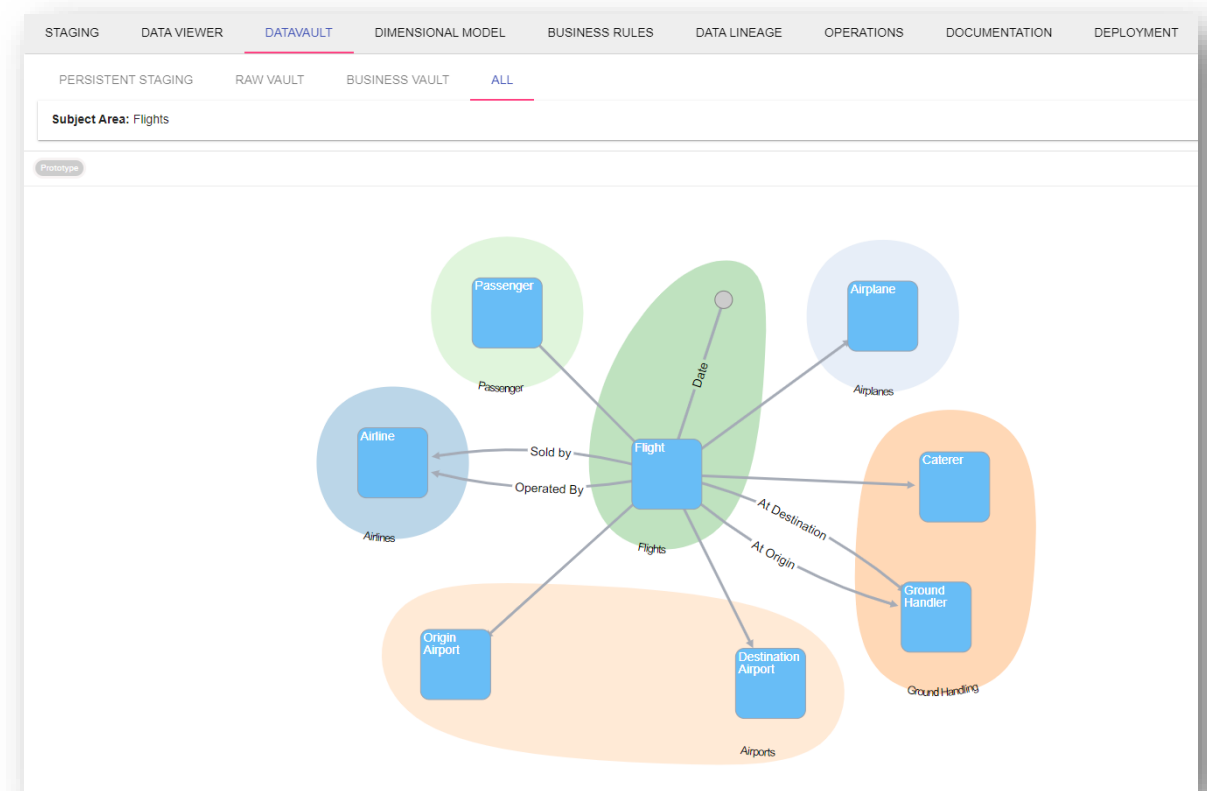 STAGING DATA VIEWER DATAVAULT DIMENSIONAL MODEL BUSINESS RULES DATA LINEAGE OPERATIONS DOCUMENTATION DEPLOYMENT
PERSISTENT STAGING RAW VAULT BUSINESS VAULT ALL
Subject Area: Flights
Prototype
Passenger
Airplane
Date
Passenger
Airplanes
Airline
Sold by
Flight
Caterer
Operated By
At Destination
Airlines
Flights
At Origin
Ground
Handler
Origin
Airport
Destination
Airport
Ground Handling
Airports